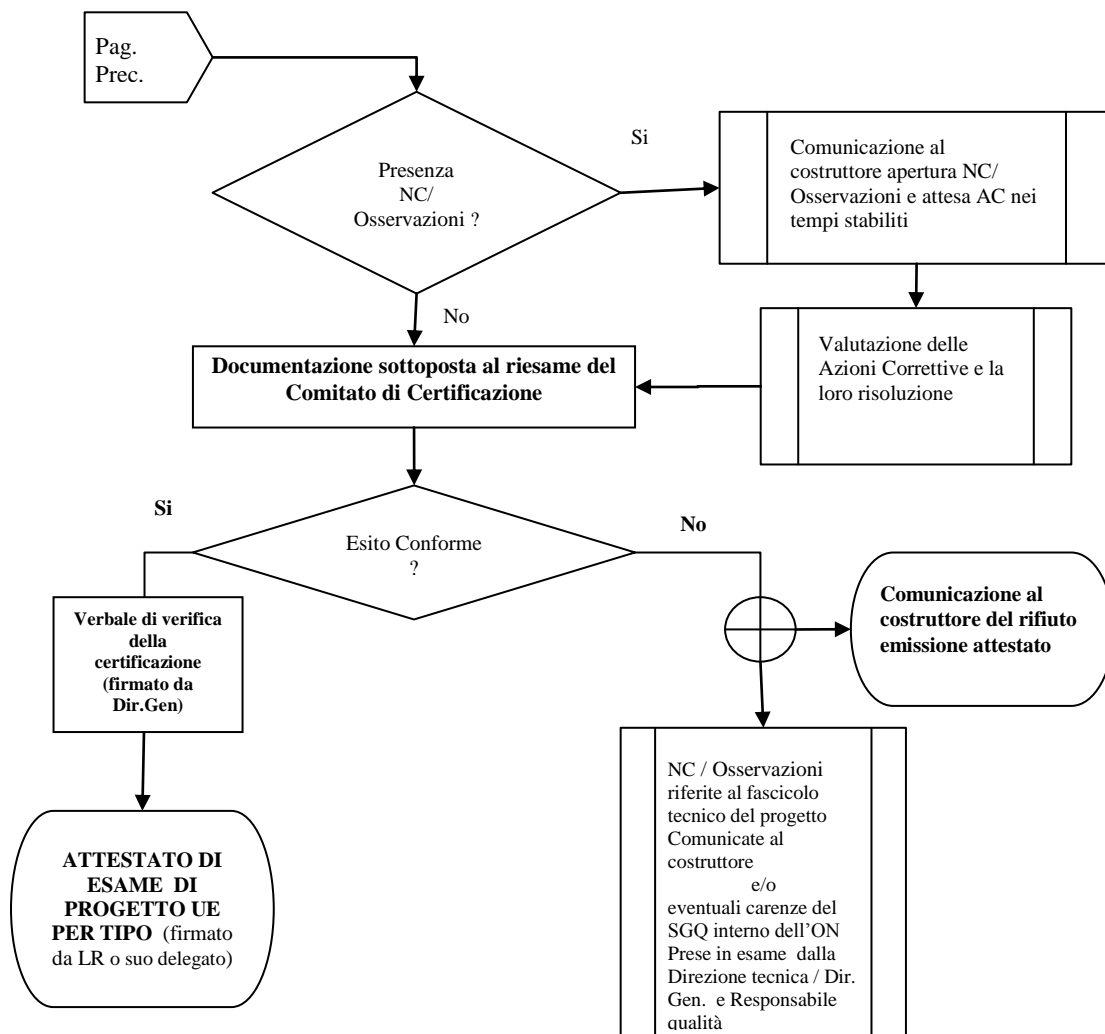 Pag.
Prec.
Presenza
NC/
Osservazioni ?
Si
Comunicazione al
costruttore apertura NC/
Osservazioni e attesa AC nei
tempi stabiliti
No
Valutazione delle
Azioni Correttive e la
loro risoluzione
Documentazione sottoposta al riesame del
Comitato di Certificazione
Si
Esito Conforme
?
No
Verbale di verifica
della
certificazione
(firmato da
Dir.Gen)
Comunicazione al
costruttore del rifiuto
emissione attestato
ATTESTATO DI
ESAME DI
PROGETTO UE
PER TIPO (firmato
da LR o suo delegato)
NC / Osservazioni
riferite al fascicolo
tecnico del progetto
Comunicate al
costruttore
e/o
eventuali carenze del
SGQ interno dell'ON
Prese in esame dalla
Direzione tecnica / Dir.
Gen. e Responsabile
qualità